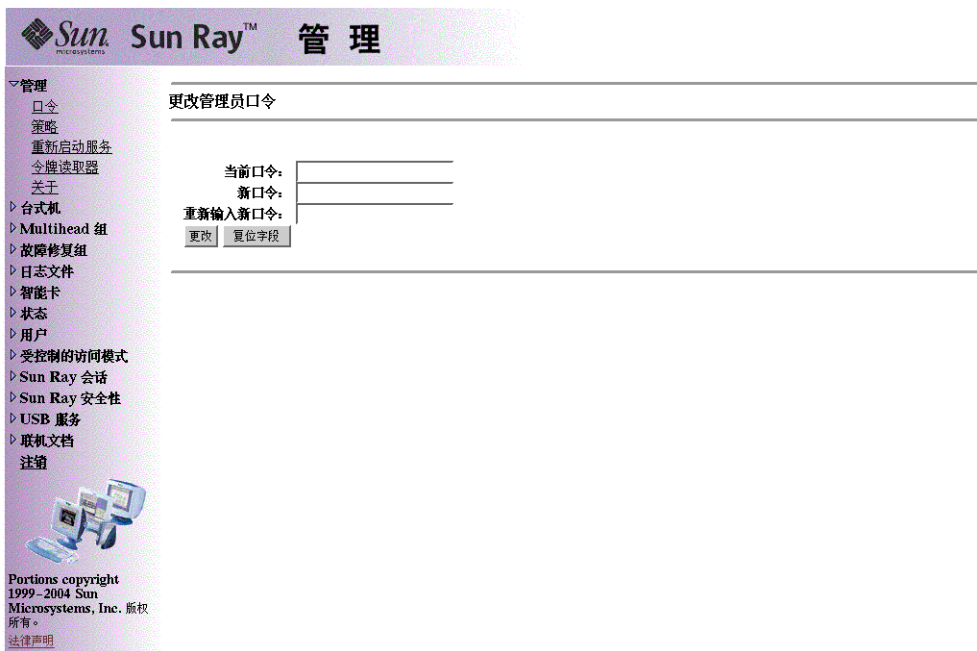 Sun microsystems Sun Ray™ 管 理
管理
口令
策略
重新启动服务
令牌读取器
关于
台式机
Multihead 组
故障修复组
日志文件
智能卡
状态
用户
受控制的访问模式
Sun Ray 会话
Sun Ray 安全性
USB 服务
联机文档
注销
Portions copyright
1999-2004 Sun
Microsystems, Inc. 版权
所有。
法律声明
更改管理员口令
当前口令:
新口令:
重新输入新口令:
更改 复位字段